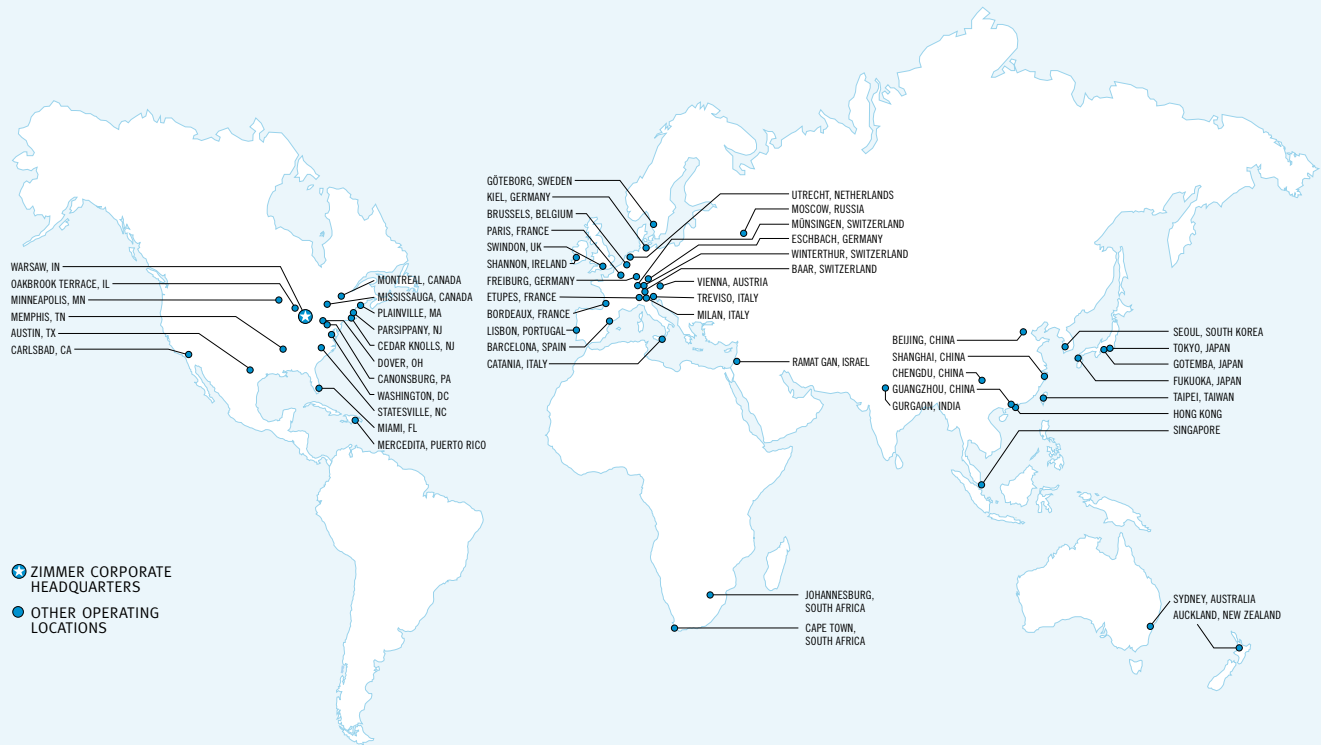 WARSAW, IN
OAKBROOK TERRACE, IL
MINNEAPOLIS, MN
MEMPHIS, TN
AUSTIN, TX
CARLSBAD, CA
MONTREAL, CANADA
MISSISSAUGA, CANADA
PLAINVILLE, MA
PARSIPPANY, NJ
CEDAR KNOLLS, NJ
DOVER, OH
CANONSBURG, PA
WASHINGTON, DC
STATESVILLE, NC
MIAMI, FL
MERCEDITA, PUERTO RICO
GÖTEBORG, SWEDEN
KIEL, GERMANY
BRUSSELS, BELGIUM
PARIS, FRANCE
SWINDON, UK
SHANNON, IRELAND
FREIBURG, GERMANY
ETUPES, FRANCE
BORDEAUX, FRANCE
LISBON, PORTUGAL
BARCELONA, SPAIN
CATANIA, ITALY
UTRECHT, NETHERLANDS
MOSCOW, RUSSIA
MÜNSINGEN, SWITZERLAND
ESCHBACH, GERMANY
WINTERTHUR, SWITZERLAND
BAAR, SWITZERLAND
VIENNA, AUSTRIA
TREVISO, ITALY
MILAN, ITALY
RAMAT GAN, ISRAEL
BEIJING, CHINA
SHANGHAI, CHINA
CHENGDU, CHINA
GUANGZHOU, CHINA
GURGAON, INDIA
SEOUL, SOUTH KOREA
TOKYO, JAPAN
GOTEMBA, JAPAN
FUKUOKA, JAPAN
TAIPEI, TAIWAN
HONG KONG
SINGAPORE
JOHANNESBURG,
SOUTH AFRICA
CAPE TOWN,
SOUTH AFRICA
SYDNEY, AUSTRALIA
AUCKLAND, NEW ZEALAND
ZIMMER CORPORATE
HEADQUARTERS
OTHER OPERATING
LOCATIONS